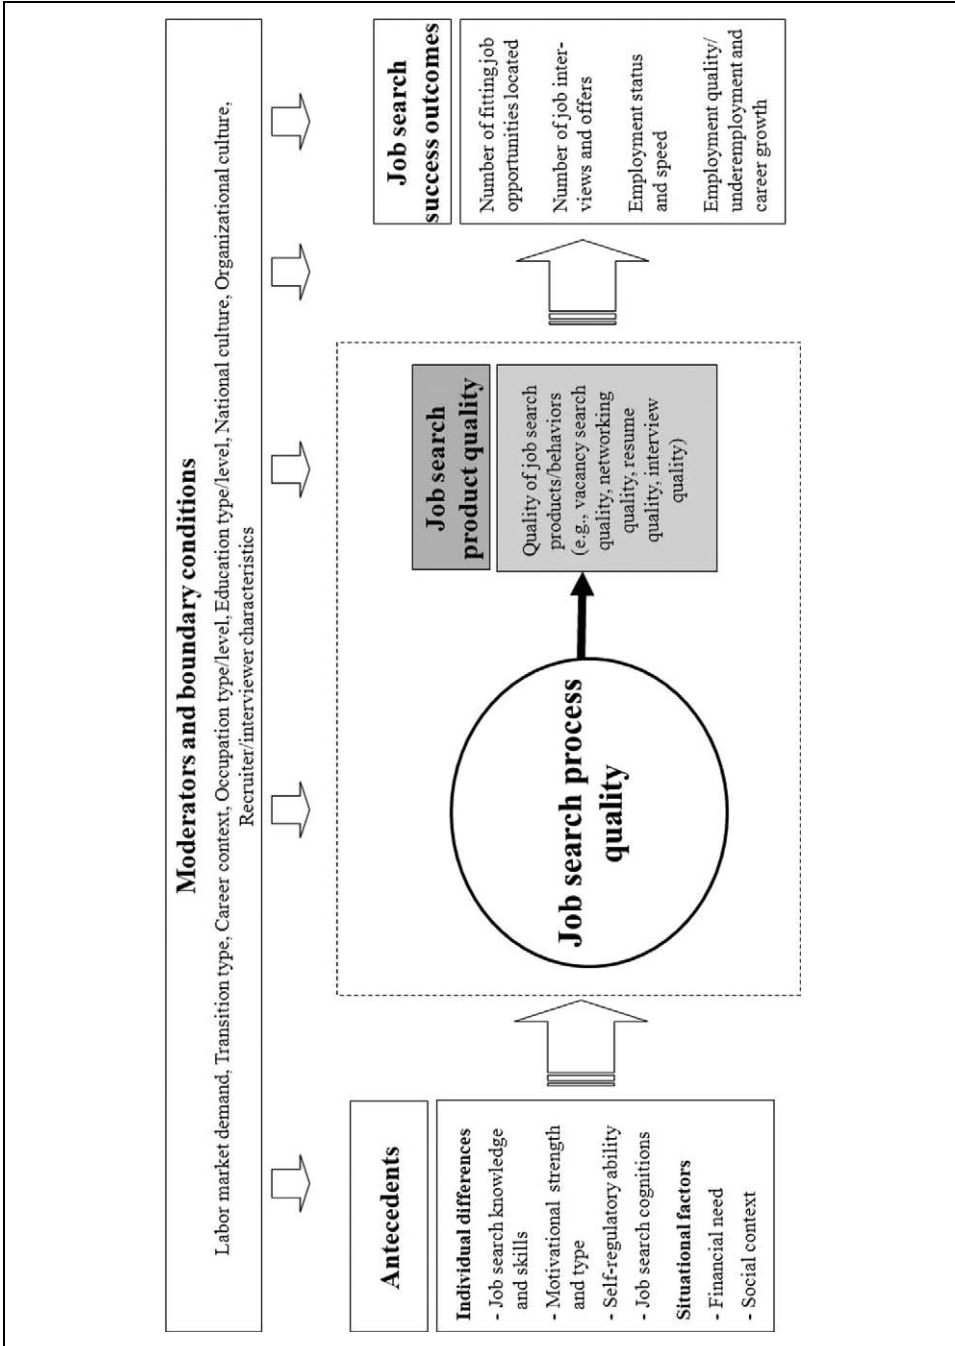 Moderators and boundary conditions
Labor market demand, Transition type, Career context, Occupation type/level, Education type/level, National culture, Organizational culture,
Recruiter/interviewer characteristics
Antecedents
Individual differences
- Job search knowledge
and skills
- Motivational strength
and type
- Self-regulatory ability
- Job search cognitions
Situational factors
- Financial need
- Social context
Job search process
quality
Job search
product quality
Quality of job search
products/behaviors
(e.g., vacancy search
quality, networking
quality, resume
quality, interview
quality)
Job search
success outcomes
Number of fitting job
opportunities located
Number of job inter-
views and offers
Employment status
and speed
Employment quality/
underemployment and
career growth